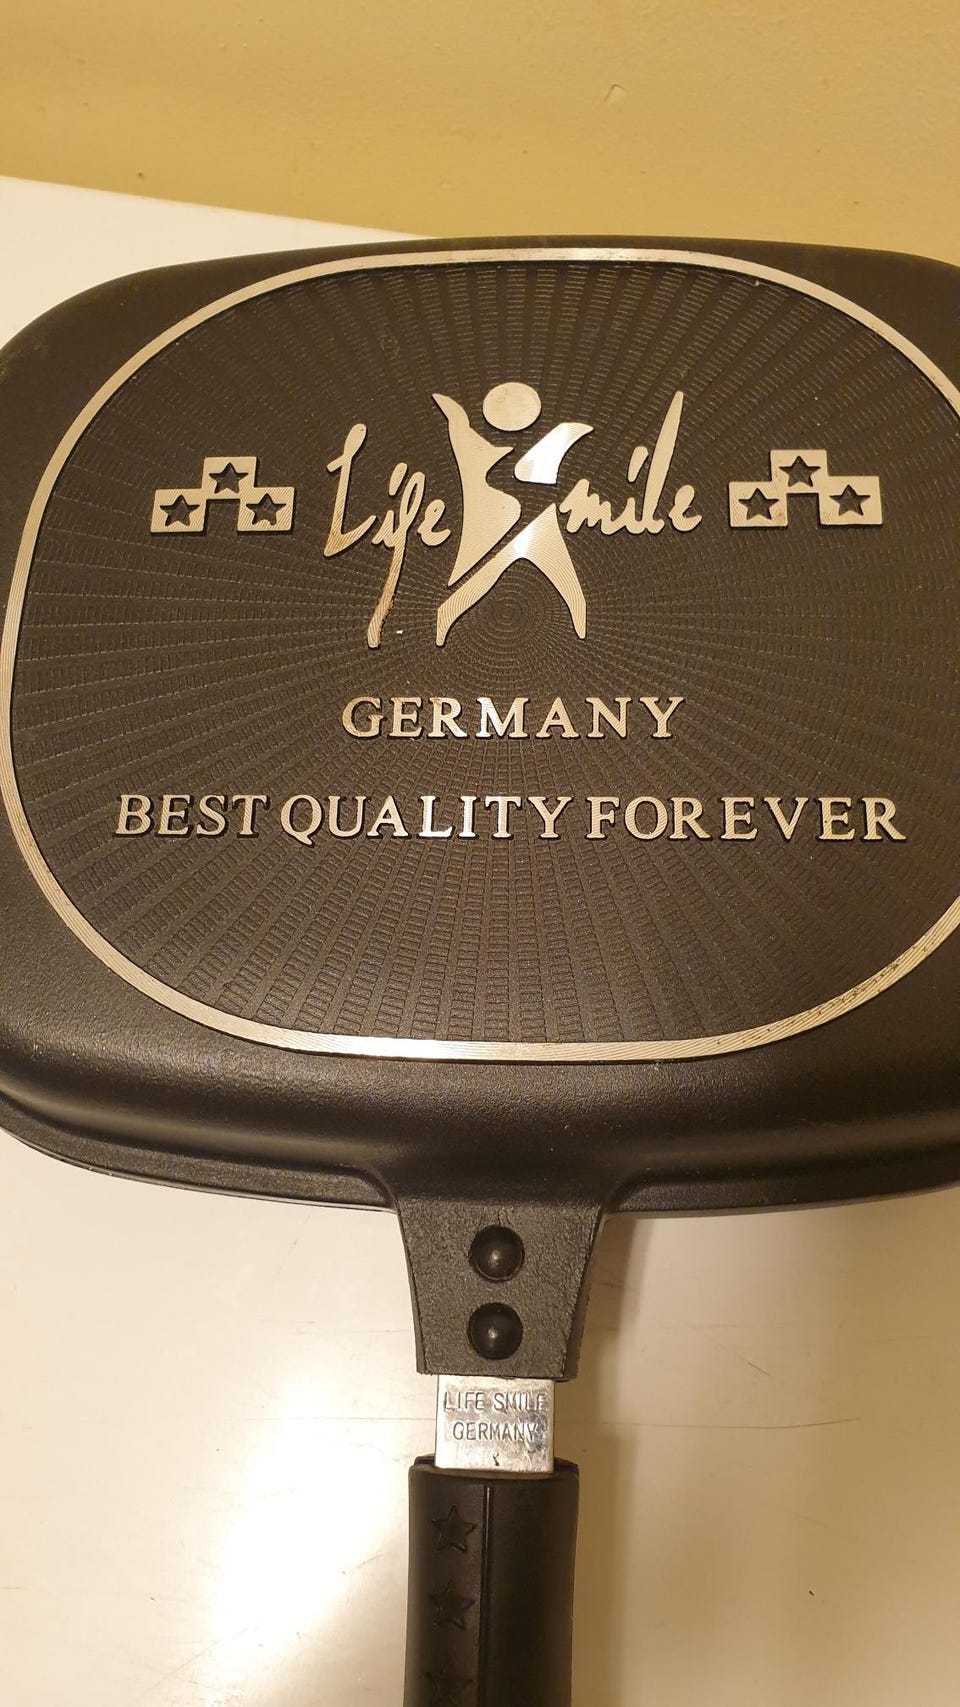 Life Smile
GERMANY
BEST QUALITY FOREVER
LIFE SMILE
GERMANY